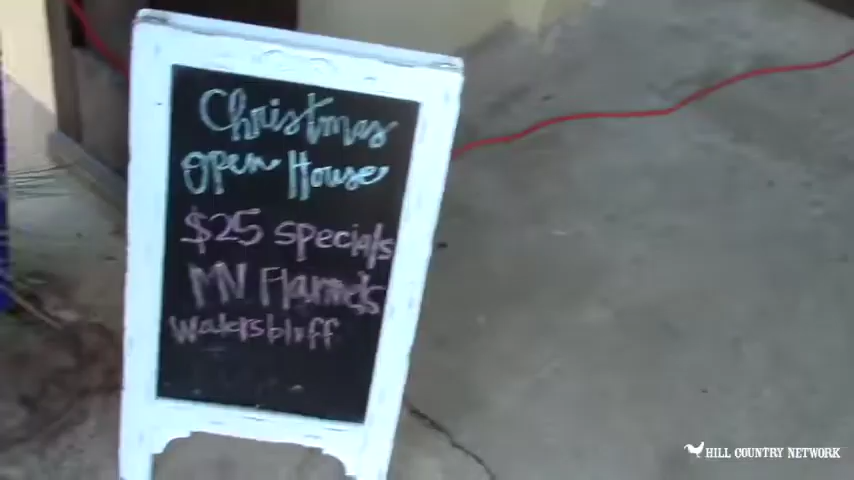 Christmas
Open House
$25 specials
MV Flannels
Watersbluff
HILL COUNTRY NETWORK